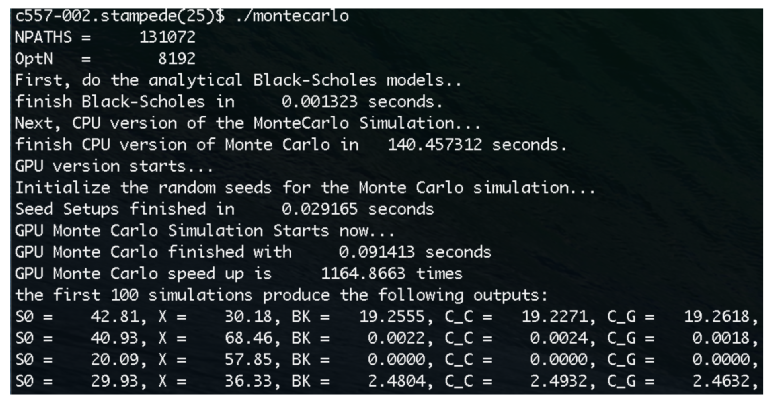 c557-002.stampede(25)$ ./montecarlo
NPATHS =      131072
OptN   =        8192
First, do the analytical Black-Scholes models..
finish Black-Scholes in     0.001323 seconds.
Next, CPU version of the MonteCarlo Simulation...
finish CPU version of Monte Carlo in   140.457312 seconds.
GPU version starts...
Initialize the random seeds for the Monte Carlo simulation...
Seed Setups finished in     0.029165 seconds
GPU Monte Carlo Simulation Starts now...
GPU Monte Carlo finished with     0.091413 seconds
GPU Monte Carlo speed up is     1164.8663 times
the first 100 simulations produce the following outputs:
S0 =    42.81, X =    30.18, BK =   19.2555, C_C =   19.2271, C_G =   19.2618,
S0 =    40.93, X =    68.46, BK =    0.0022, C_C =    0.0024, C_G =    0.0018,
S0 =    20.09, X =    57.85, BK =    0.0000, C_C =    0.0000, C_G =    0.0000,
S0 =    29.93, X =    36.33, BK =    2.4804, C_C =    2.4932, C_G =    2.4632,